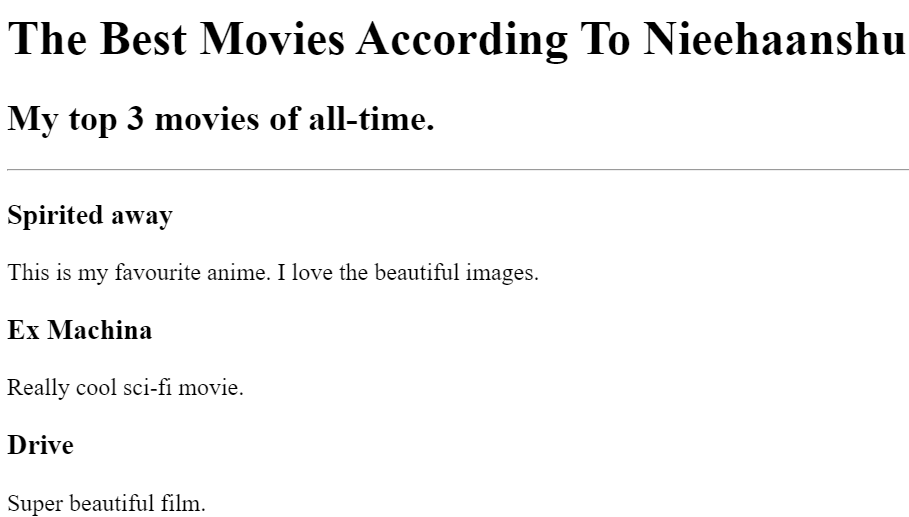 The Best Movies According To Nieehaanshu
My top 3 movies of all-time.
Spirited away
This is my favourite anime. I love the beautiful images.
Ex Machina
Really cool sci-fi movie.
Drive
Super beautiful film.